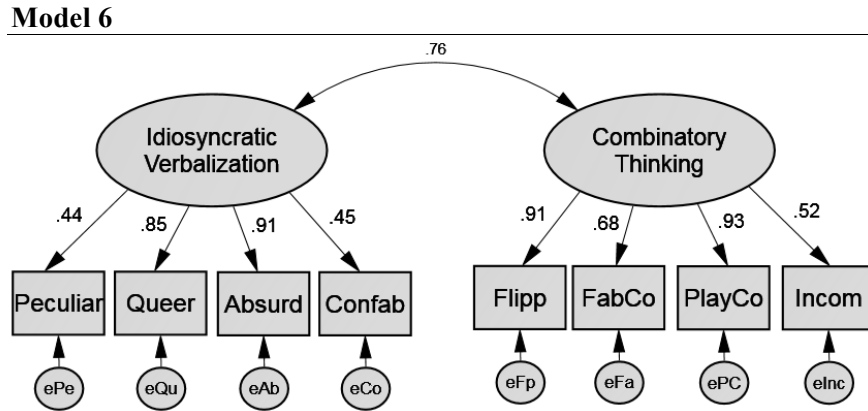 Model 6
.76
Idiosyncratic
Verbalization
Combinatory
Thinking
.44
.85
.91
.45
.91
.68
.93
.52
Peculiar
Queer
Absurd
Confab
Flipp
FabCo
PlayCo
Incom
ePe
eQu
eAb
eCo
eFp
eFa
ePC
eInc